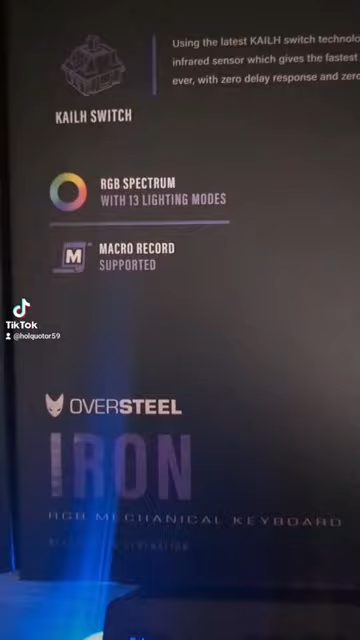 Using the latest KAILH switch technolo
infrared sensor which gives the fastest
ever, with zero delay response and zero
KAILH SWITCH
RGB SPECTRUM
WITH 13 LIGHTING MODES
M
MACRO RECORD
SUPPORTED
TikTok
@holquotor59
OVERSTEEL
IRON
RGB MECHANICAL KEYBOARD